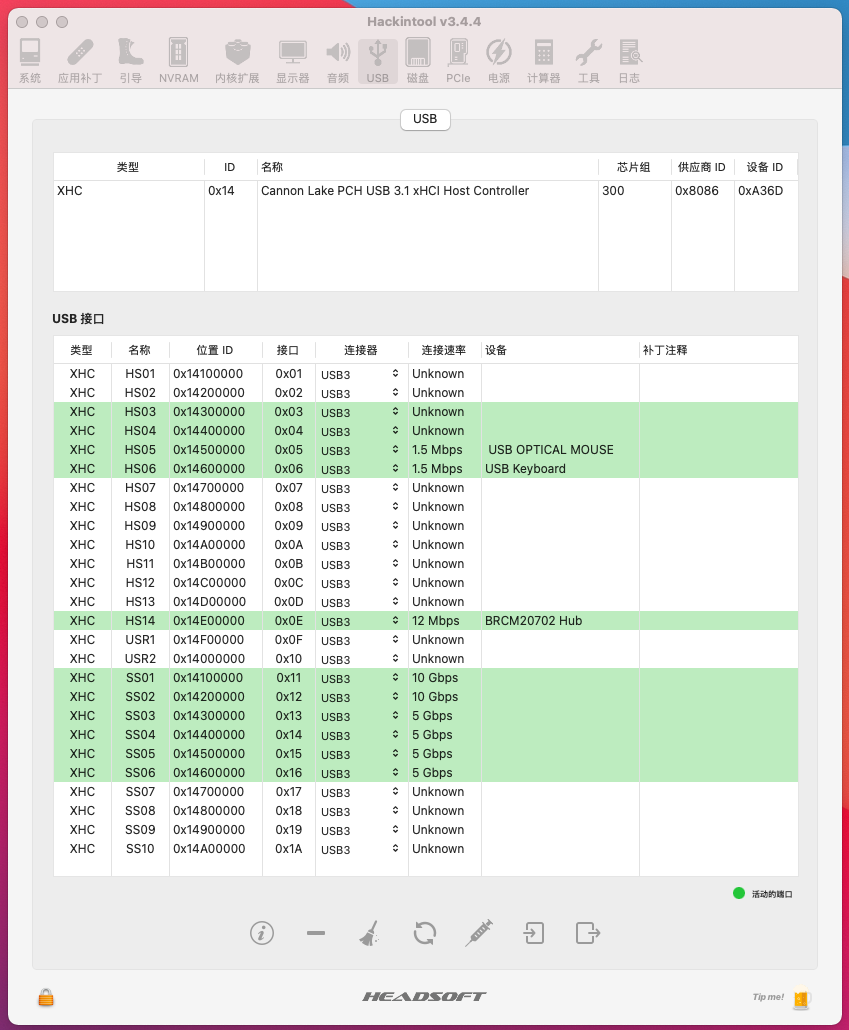 Hackintool v3.4.4
系统 应用补丁 引导 NVRAM 内核扩展 显示器 音频 USB 磁盘 PCIe 电源 计算器 工具 日志
USB
类型 ID 名称 芯片组 供应商 ID 设备 ID
XHC 0x14 Cannon Lake PCH USB 3.1 xHCI Host Controller 300 0x8086 0xA36D
USB 接口
类型 名称 位置 ID 接口 连接器 连接速率 设备 补丁注释
XHC HS01 0x14100000 0x01 USB3 Unknown
XHC HS02 0x14200000 0x02 USB3 Unknown
XHC HS03 0x14300000 0x03 USB3 Unknown
XHC HS04 0x14400000 0x04 USB3 Unknown
XHC HS05 0x14500000 0x05 USB3 1.5 Mbps USB OPTICAL MOUSE
XHC HS06 0x14600000 0x06 USB3 1.5 Mbps USB Keyboard
XHC HS07 0x14700000 0x07 USB3 Unknown
XHC HS08 0x14800000 0x08 USB3 Unknown
XHC HS09 0x14900000 0x09 USB3 Unknown
XHC HS10 0x14A00000 0x0A USB3 Unknown
XHC HS11 0x14B00000 0x0B USB3 Unknown
XHC HS12 0x14C00000 0x0C USB3 Unknown
XHC HS13 0x14D00000 0x0D USB3 Unknown
XHC HS14 0x14E00000 0x0E USB3 12 Mbps BRCM20702 Hub
XHC USR1 0x14F00000 0x0F USB3 Unknown
XHC USR2 0x14000000 0x10 USB3 Unknown
XHC SS01 0x14100000 0x11 USB3 10 Gbps
XHC SS02 0x14200000 0x12 USB3 10 Gbps
XHC SS03 0x14300000 0x13 USB3 5 Gbps
XHC SS04 0x14400000 0x14 USB3 5 Gbps
XHC SS05 0x14500000 0x15 USB3 5 Gbps
XHC SS06 0x14600000 0x16 USB3 5 Gbps
XHC SS07 0x14700000 0x17 USB3 Unknown
XHC SS08 0x14800000 0x18 USB3 Unknown
XHC SS09 0x14900000 0x19 USB3 Unknown
XHC SS10 0x14A00000 0x1A USB3 Unknown
活动的端口
HEADSOFT
Tip me!